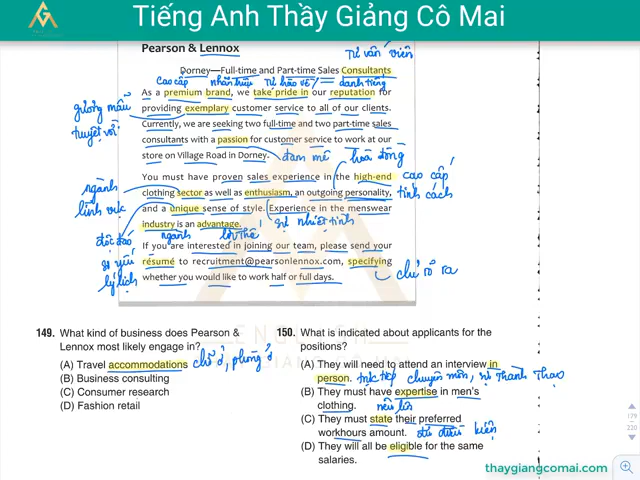 Tiếng Anh Thầy Giảng Cô Mai
Pearson & Lennox
Tư vấn viên
Dorney—Full-time and Part-time Sales Consultants
cao cấp nhãn hiệu tự hào về danh tiếng
As a premium brand, we take pride in our reputation for
gương mẫu
providing exemplary customer service to all of our clients.
tuyệt vời
Currently, we are seeking two full-time and two part-time sales
consultants with a passion for customer service to work at our
store on Village Road in Dorney.
đam mê
hoà đồng
You must have proven sales experience in the high-end
cao cấp
ngành
clothing sector as well as enthusiasm, an outgoing personality,
tính cách
lĩnh vực
and a unique sense of style. Experience in the menswear
sự nhiệt tình
industry is an advantage.
ngành lợi thế
độc đáo
If you are interested in joining our team, please send your
sơ yếu
résumé to recruitment@pearsonlennox.com, specifying
chỉ rõ ra
lý lịch
whether you would like to work half or full days.
149. What kind of business does Pearson &
Lennox most likely engage in?
(A) Travel accommodations
chỗ ở, phòng ở
(B) Business consulting
(C) Consumer research
(D) Fashion retail
150. What is indicated about applicants for the
positions?
(A) They will need to attend an interview in
person.
trực tiếp
chuyên môn, sự thành thạo
(B) They must have expertise in men's
clothing.
nêu lên
(C) They must state their preferred
workhours amount.
đủ điều kiện
(D) They will all be eligible for the same
salaries.
179
220
thaygiangcomai.com